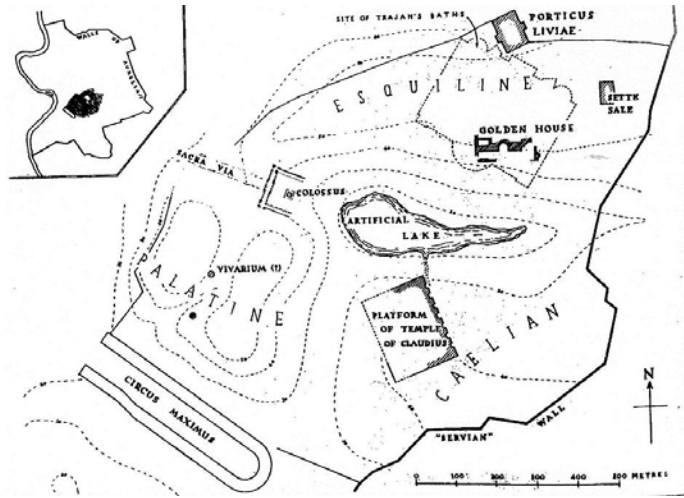 WALLS OF AURELIAN
SITE OF TRAJAN'S BATHS
PORTICUS
LIVIAE
ESQUILINE
SETTE
SALE
GOLDEN HOUSE
SACRA VIA
COLOSSUS
ARTIFICIAL
LAKE
VIVARIUM (?)
PALATINE
PLATFORM
OF TEMPLE
OF CLAUDIUS
CAELIAN
N
CIRCUS MAXIMUS
"SERVIAN" WALL
0 100 200 300 400 500 METRES